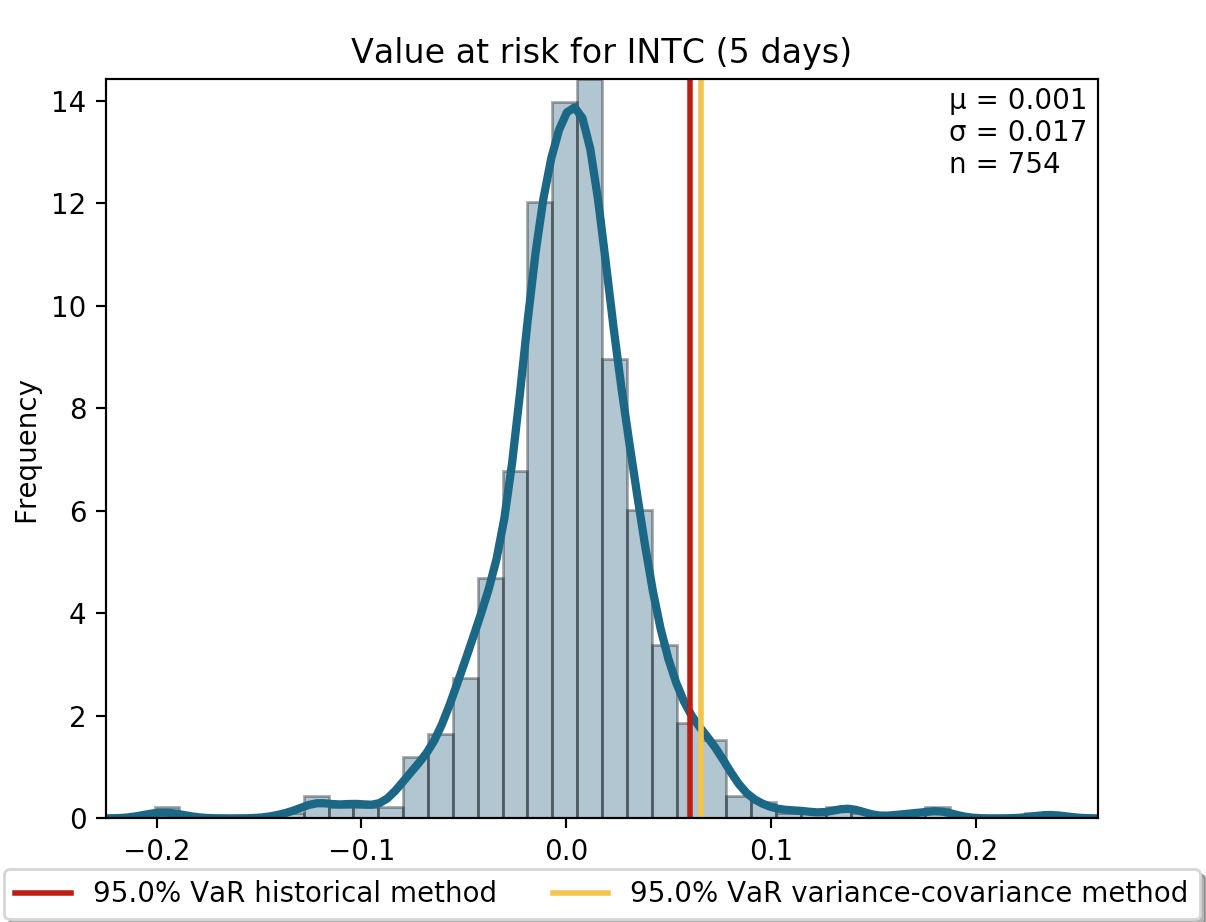 Value at risk for INTC (5 days)
μ = 0.001
σ = 0.017
n = 754
Frequency
14
12
10
8
6
4
2
0
−0.2
−0.1
0.0
0.1
0.2
95.0% VaR historical method
95.0% VaR variance-covariance method